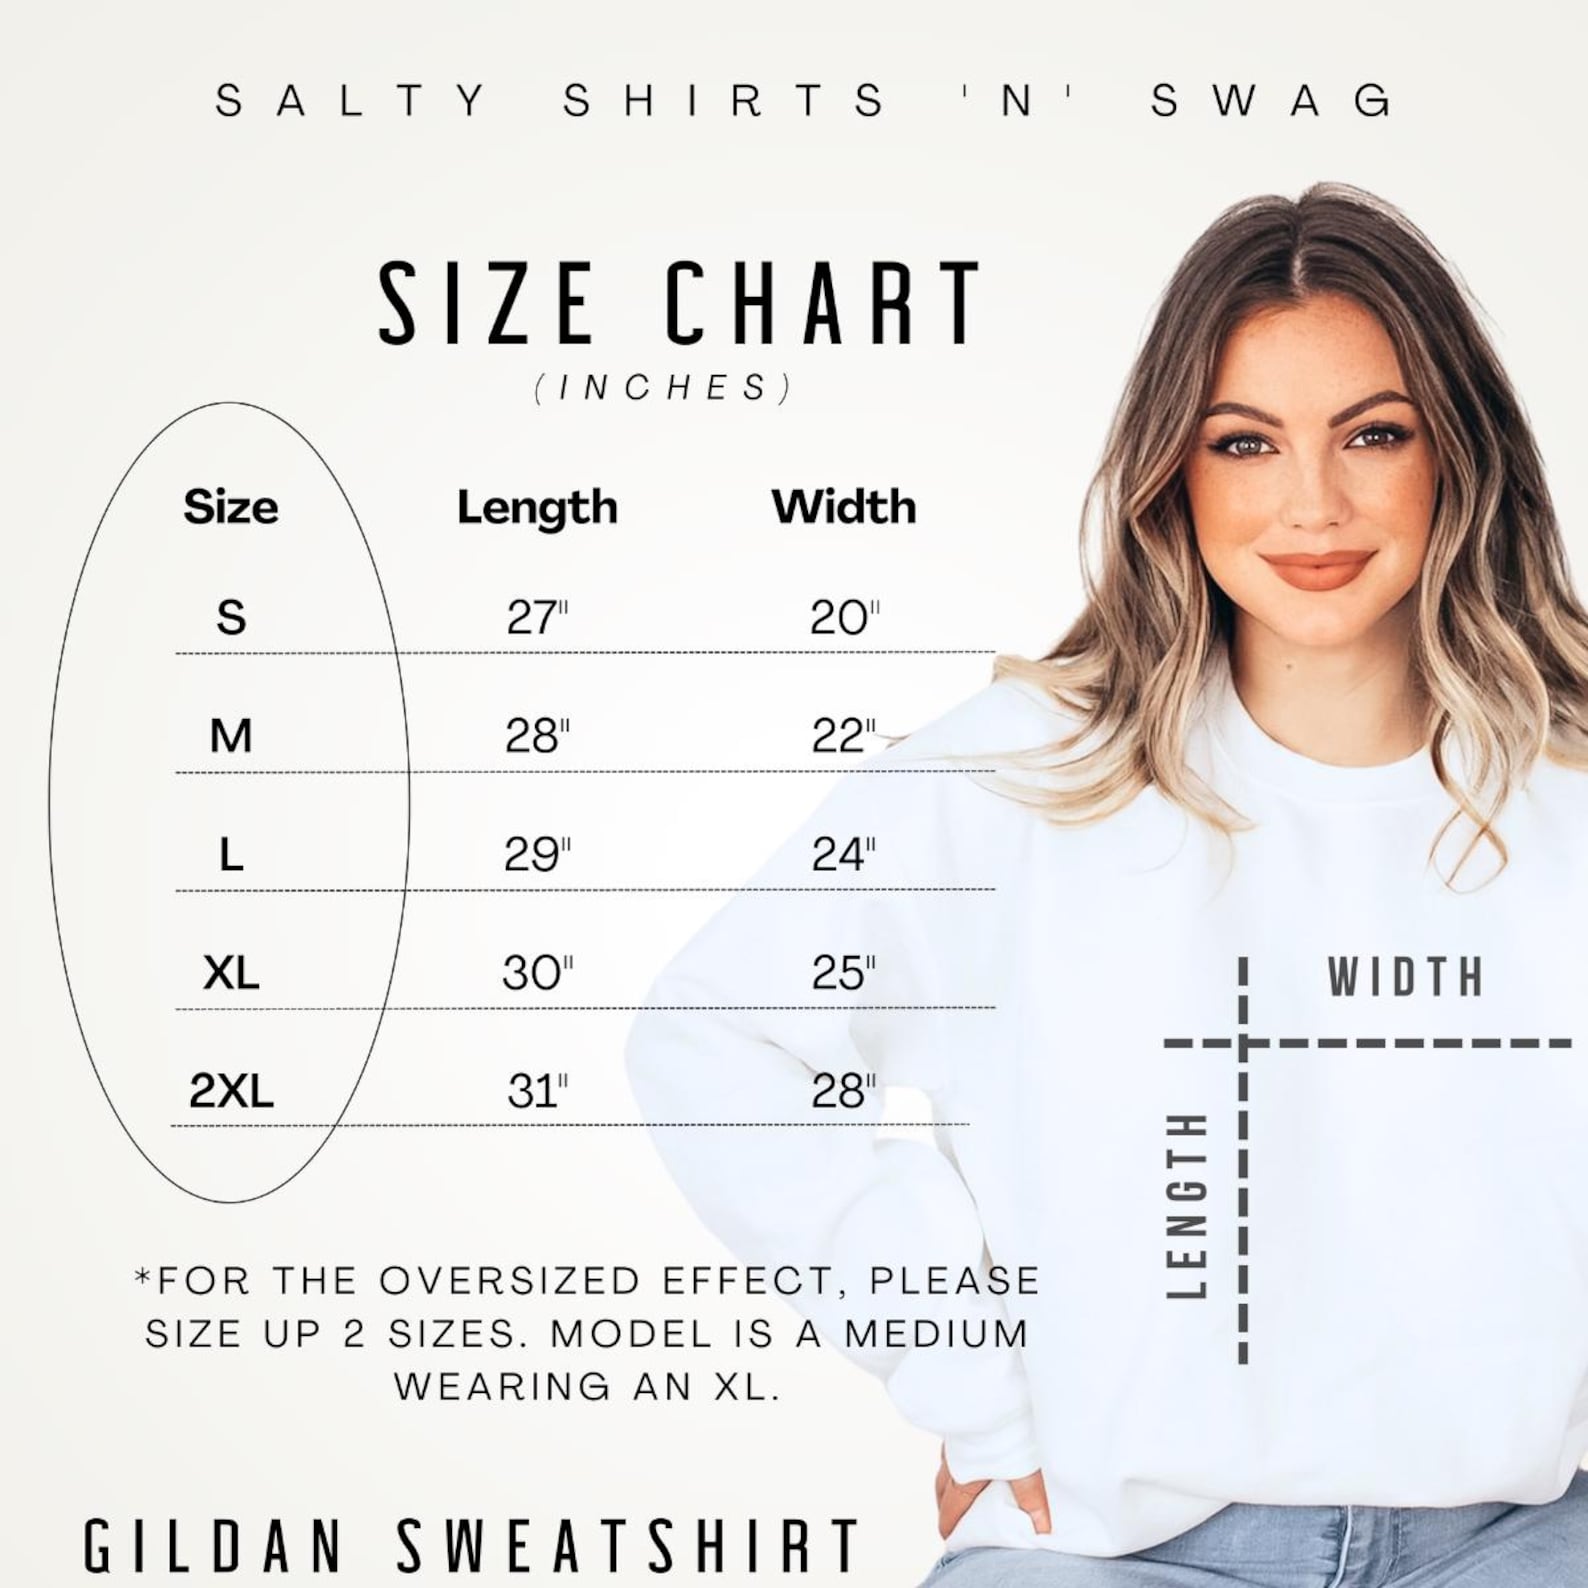 SALTY SHIRTS 'N' SWAG
SIZE CHART
(INCHES)
Size Length Width
S 27" 20"
M 28" 22"
L 29" 24"
XL 30" 25"
2XL 31" 28"
WIDTH
LENGTH
*FOR THE OVERSIZED EFFECT, PLEASE
SIZE UP 2 SIZES. MODEL IS A MEDIUM
WEARING AN XL.
GILDAN SWEATSHIRT